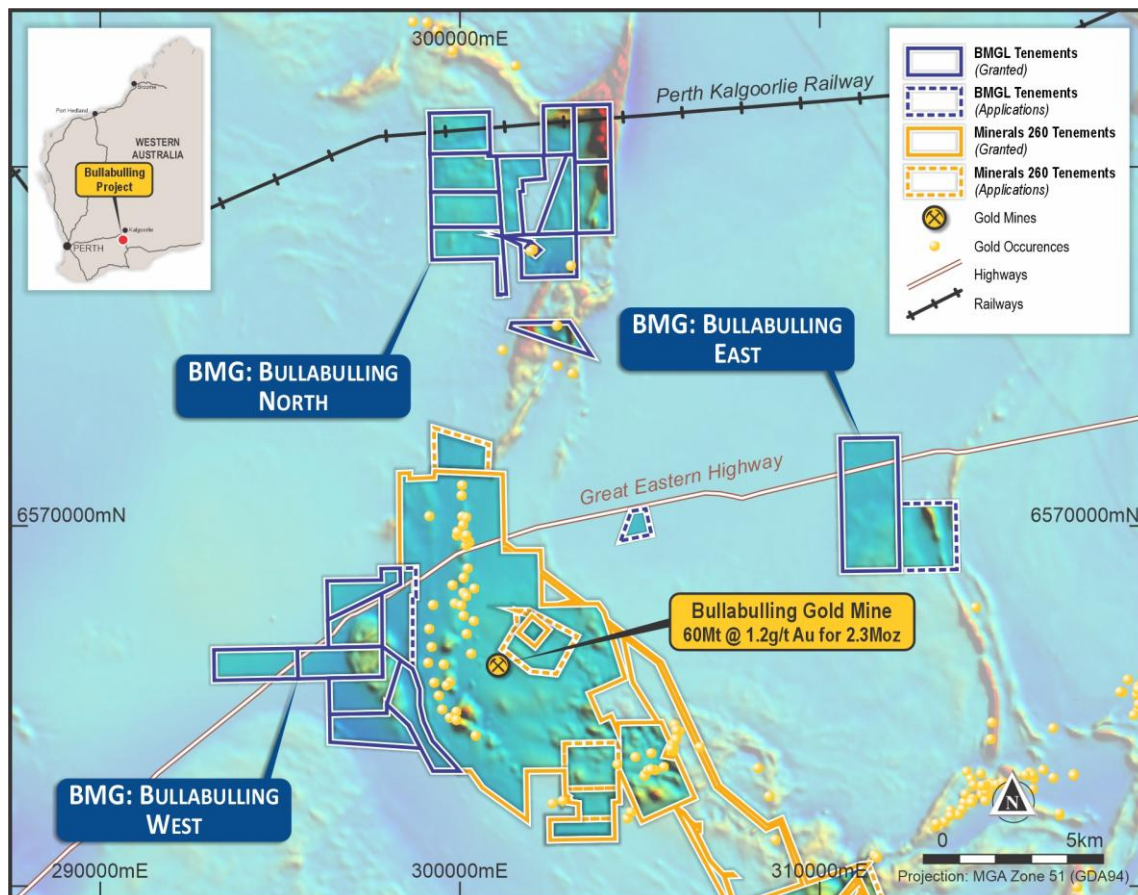 300000mE
Broome
Port Hedland
WESTERN
AUSTRALIA
Bullabulling
Project
Kalgoorlie
PERTH
Perth Kalgoorlie Railway
BMGL Tenements
(Granted)
BMGL Tenements
(Applications)
Minerals 260 Tenements
(Granted)
Minerals 260 Tenements
(Applications)
Gold Mines
Gold Occurences
Highways
Railways
BMG: BULLABULLING
NORTH
BMG: BULLABULLING
EAST
Great Eastern Highway
6570000mN
6570000mN
Bullabulling Gold Mine
60Mt @ 1.2g/t Au for 2.3Moz
BMG: BULLABULLING
WEST
N
0 5km
Projection: MGA Zone 51 (GDA94)
290000mE
300000mE
310000mE